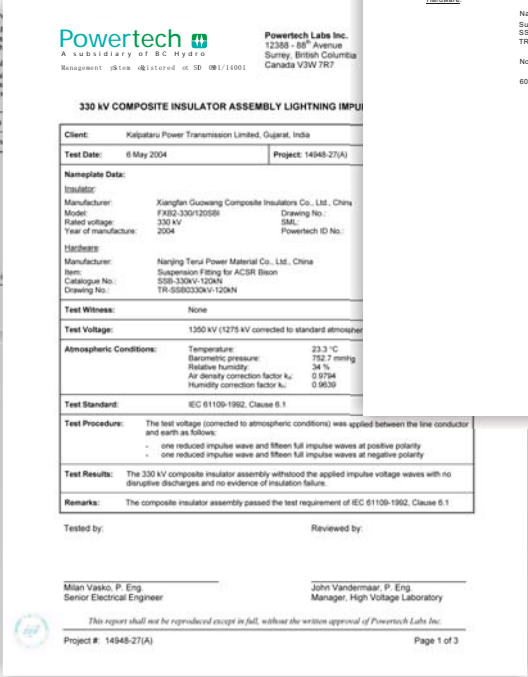 Powertech
A subsidiary of BC Hydro
Powertech Labs Inc.
12388 - 88th Avenue
Surrey, British Columbia
Canada V3W 7R7
330 kV COMPOSITE INSULATOR ASSEMBLY LIGHTNING IMPU
Client: Kalpataru Power Transmission Limited, Gujarat, India
Test Date: 6 May 2004 Project: 14948-27(A)
Nameplate Data:
Insulator:
Manufacturer: Xiangfan Guowang Composite Insulators Co., Ltd., China
Model: FXB2-330/120SBI Drawing No.:
Rated voltage: 330 kV SML:
Year of manufacture: 2004 Powertech ID No.:
Hardware:
Manufacturer: Nanjing Terui Power Material Co., Ltd., China
Item: Suspension Fitting for ACSR Bison
Catalogue No.: SSB-330kV-120kN
Drawing No.: TR-SSB0330kV-120kN
Test Witness: None
Test Voltage: 1350 kV (1275 kV corrected to standard atmospher
Atmospheric Conditions: Temperature: 23.3 °C
Barometric pressure: 752.7 mmHg
Relative humidity: 34 %
Air density correction factor kd: 0.9794
Humidity correction factor kh: 0.9639
Test Standard: IEC 61109-1992, Clause 6.1
Test Procedure: The test voltage (corrected to atmospheric conditions) was applied between the line conductor
and earth as follows:
- one reduced impulse wave and fifteen full impulse waves at positive polarity
- one reduced impulse wave and fifteen full impulse waves at negative polarity
Test Results: The 330 kV composite insulator assembly withstood the applied impulse voltage waves with no
disruptive discharges and no evidence of insulation failure.
Remarks: The composite insulator assembly passed the test requirement of IEC 61109-1992, Clause 6.1
Tested by: Reviewed by:
Milan Vasko, P. Eng. John Vandermaar, P. Eng.
Senior Electrical Engineer Manager, High Voltage Laboratory
This report shall not be reproduced except in full, without the written approval of Powertech Labs Inc.
Project #: 14948-27(A) Page 1 of 3
Hardware:
Na
Su
SS
TR
No
60